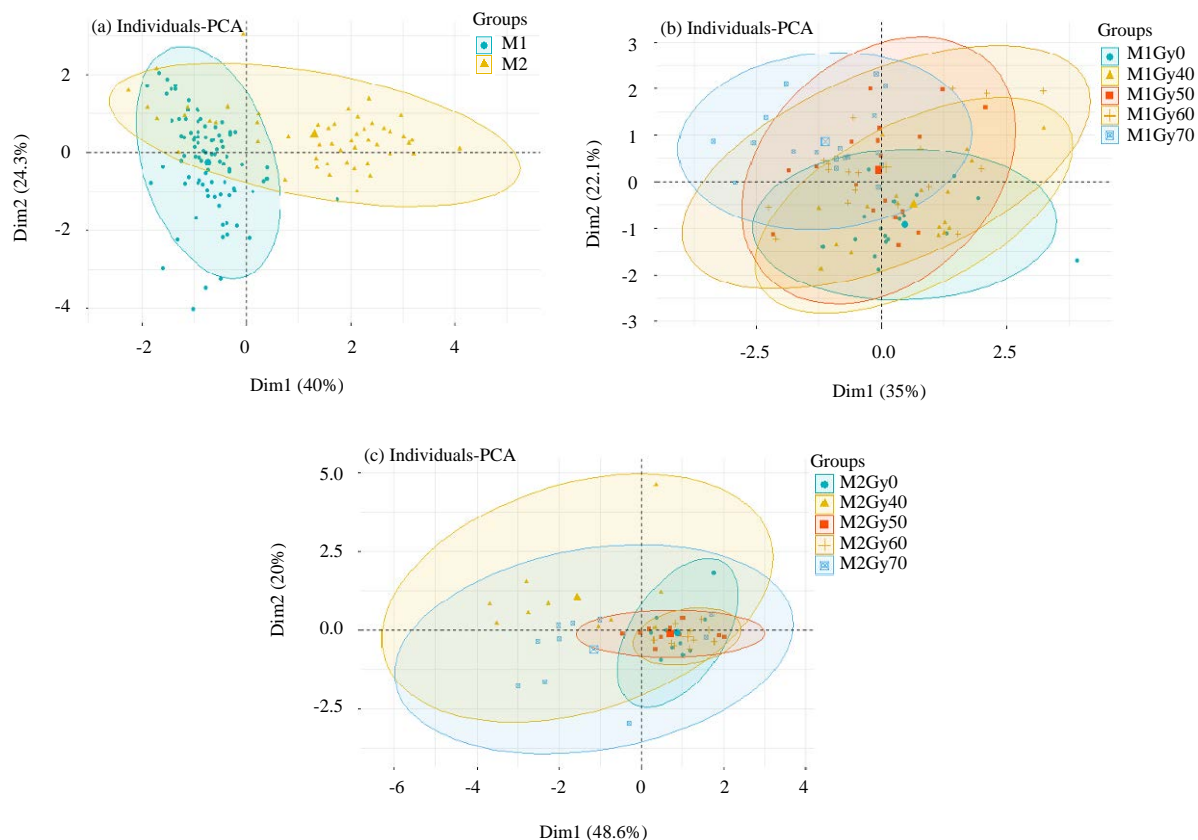 (a) Individuals-PCA
Groups
M1
M2
2
0
-2
-4
Dim2 (24.3%)
-2
0
2
4
Dim1 (40%)
(b) Individuals-PCA
Groups
M1Gy0
M1Gy40
M1Gy50
M1Gy60
M1Gy70
3
2
1
0
-1
-2
-3
Dim2 (22.1%)
-2.5
0.0
2.5
Dim1 (35%)
(c) Individuals-PCA
Groups
M2Gy0
M2Gy40
M2Gy50
M2Gy60
M2Gy70
5.0
2.5
0.0
-2.5
Dim2 (20%)
-6
-4
-2
0
2
4
Dim1 (48.6%)